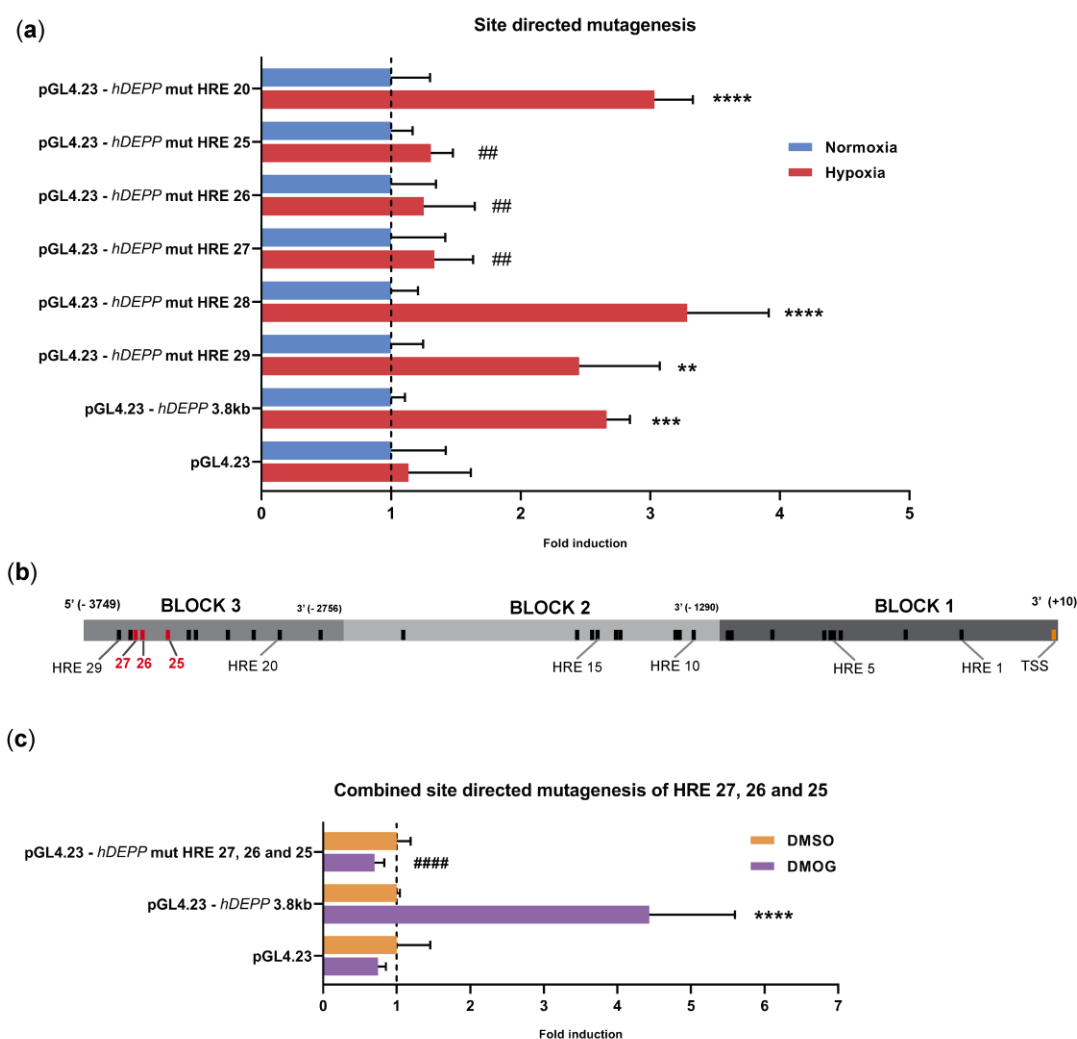 (a)
Site directed mutagenesis
pGL4.23 - hDEPP mut HRE 20
****
pGL4.23 - hDEPP mut HRE 25
##
Normoxia
Hypoxia
pGL4.23 - hDEPP mut HRE 26
##
pGL4.23 - hDEPP mut HRE 27
##
pGL4.23 - hDEPP mut HRE 28
****
pGL4.23 - hDEPP mut HRE 29
**
pGL4.23 - hDEPP 3.8kb
***
pGL4.23
0 1 2 3 4 5
Fold induction
(b)
5' (- 3749) BLOCK 3 3' (- 2756) BLOCK 2 3' (- 1290) BLOCK 1 3' (+10)
HRE 29 27 26 25 HRE 20 HRE 15 HRE 10 HRE 5 HRE 1 TSS
(c)
Combined site directed mutagenesis of HRE 27, 26 and 25
DMSO
DMOG
pGL4.23 - hDEPP mut HRE 27, 26 and 25
####
pGL4.23 - hDEPP 3.8kb
****
pGL4.23
0 1 2 3 4 5 6 7
Fold induction